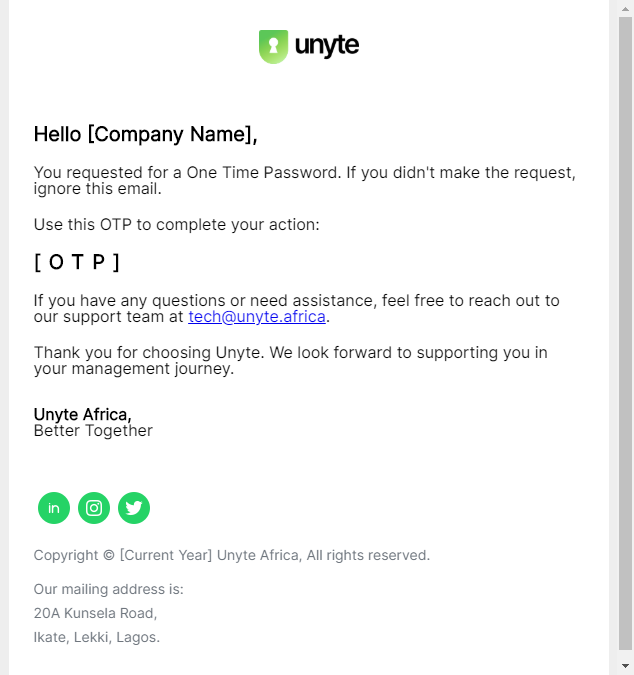 unyte
Hello [Company Name],
You requested for a One Time Password. If you didn't make the request,
ignore this email.
Use this OTP to complete your action:
[ O T P ]
If you have any questions or need assistance, feel free to reach out to
our support team at tech@unyte.africa.
Thank you for choosing Unyte. We look forward to supporting you in
your management journey.
Unyte Africa,
Better Together
in
Copyright © [Current Year] Unyte Africa, All rights reserved.
Our mailing address is:
20A Kunsela Road,
Ikate, Lekki, Lagos.